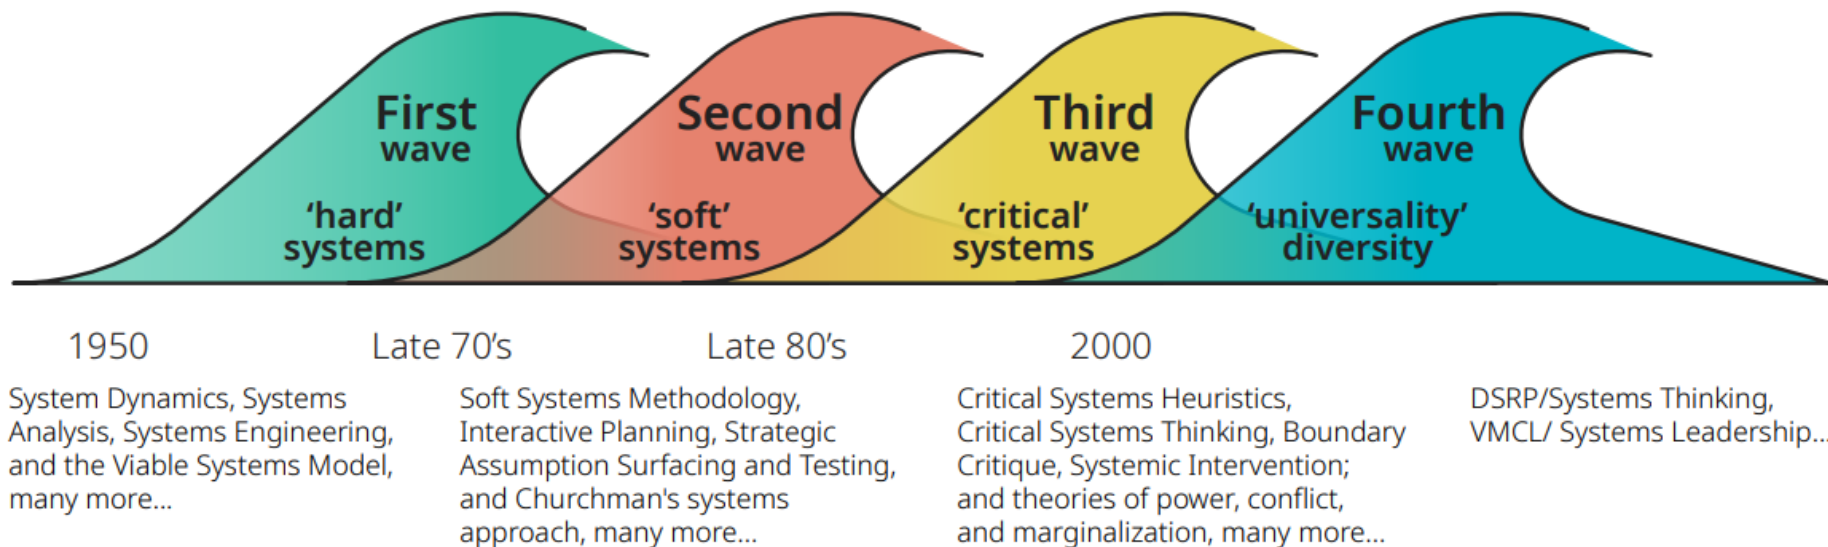 First
wave
‘hard’
systems
Second
wave
‘soft’
systems
Third
wave
‘critical’
systems
Fourth
wave
‘universality’
diversity
1950
Late 70’s
Late 80’s
2000
System Dynamics, Systems
Analysis, Systems Engineering,
and the Viable Systems Model,
many more...
Soft Systems Methodology,
Interactive Planning, Strategic
Assumption Surfacing and Testing,
and Churchman's systems
approach, many more...
Critical Systems Heuristics,
Critical Systems Thinking, Boundary
Critique, Systemic Intervention;
and theories of power, conflict,
and marginalization, many more...
DSRP/Systems Thinking,
VMCL/ Systems Leadership...